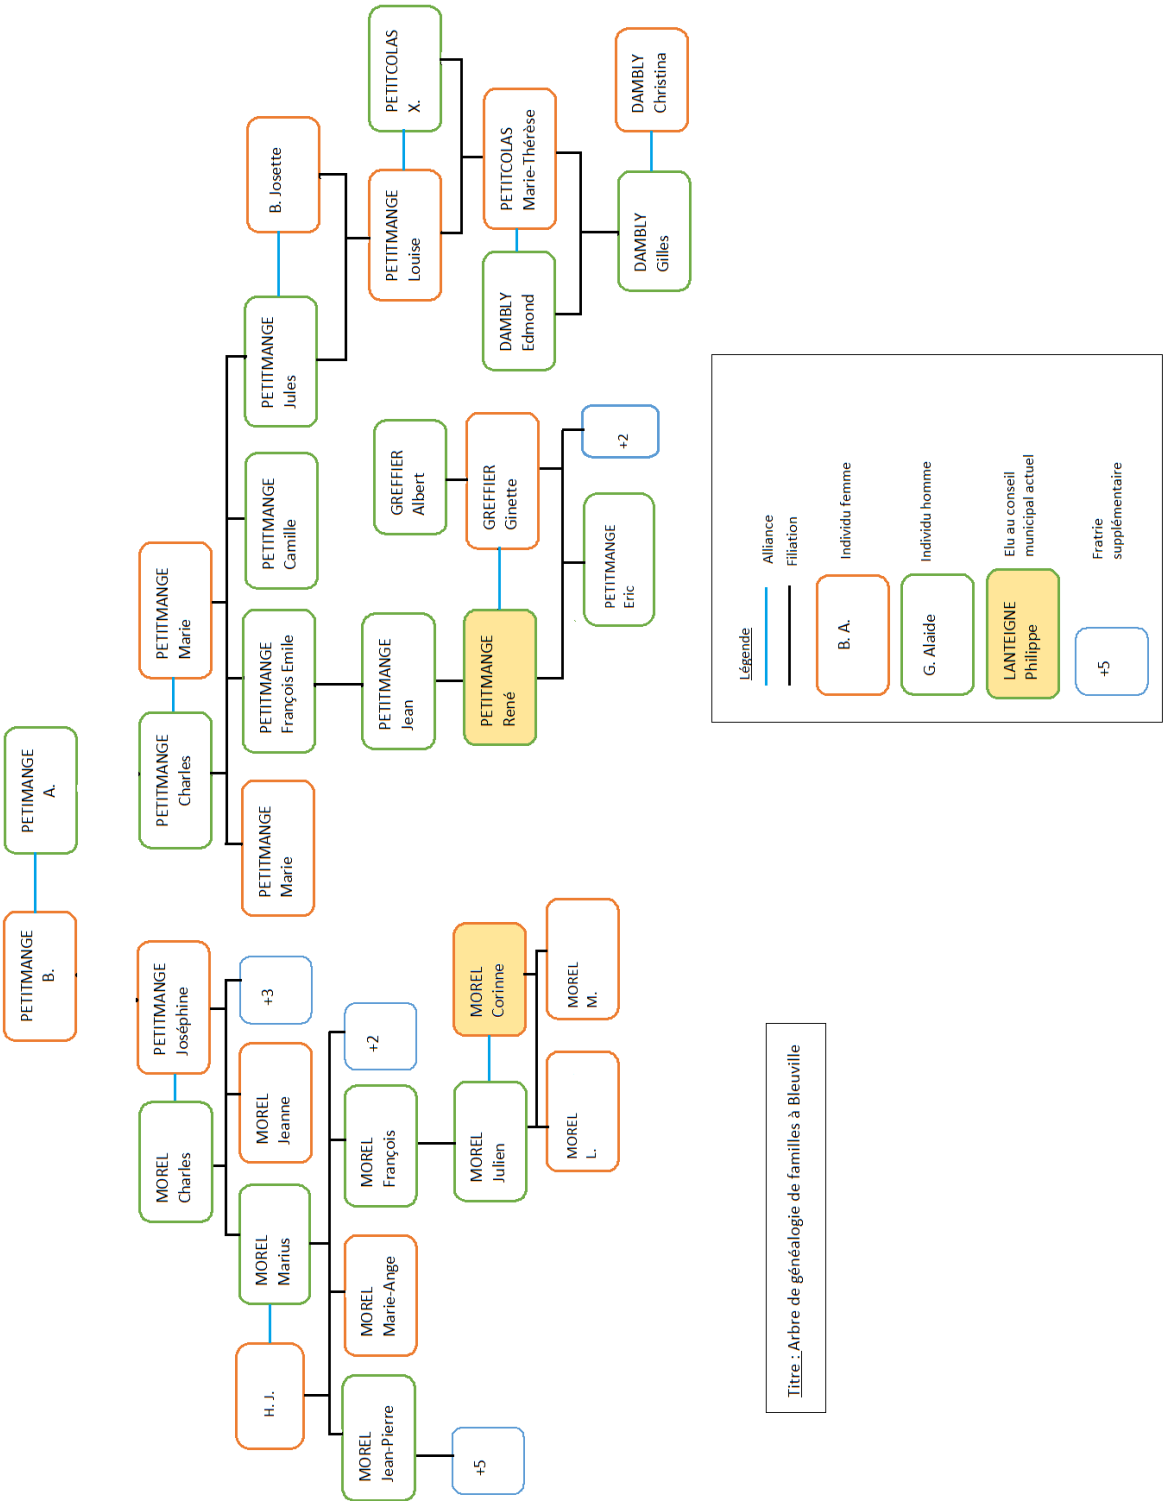 PETITMANGE
B.
PETIMANGE
A.
MOREL
Charles
PETITMANGE
Joséphine
PETITMANGE
Charles
PETITMANGE
Marie
H. J.
MOREL
Marius
MOREL
Jeanne
+3
PETITMANGE
Marie
PETITMANGE
François Emile
PETITMANGE
Camille
PETITMANGE
Jules
B. Josette
MOREL
Jean-Pierre
MOREL
Marie-Ange
MOREL
François
+2
PETITMANGE
Jean
GREFFIER
Albert
PETITMANGE
Louise
PETITCOLAS
X.
+5
MOREL
Julien
MOREL
Corinne
PETITMANGE
René
GREFFIER
Ginette
DAMBLY
Edmond
PETITCOLAS
Marie-Thérèse
MOREL
L.
MOREL
M.
PETITMANGE
Eric
+2
DAMBLY
Gilles
DAMBLY
Christina
Légende
Alliance
Filiation
B. A.
Individu femme
G. Alaide
Individu homme
LANTEIGNE
Philippe
Elu au conseil
municipal actuel
+5
Fratrie
supplémentaire
Titre : Arbre de généalogie de familles à Bleuville